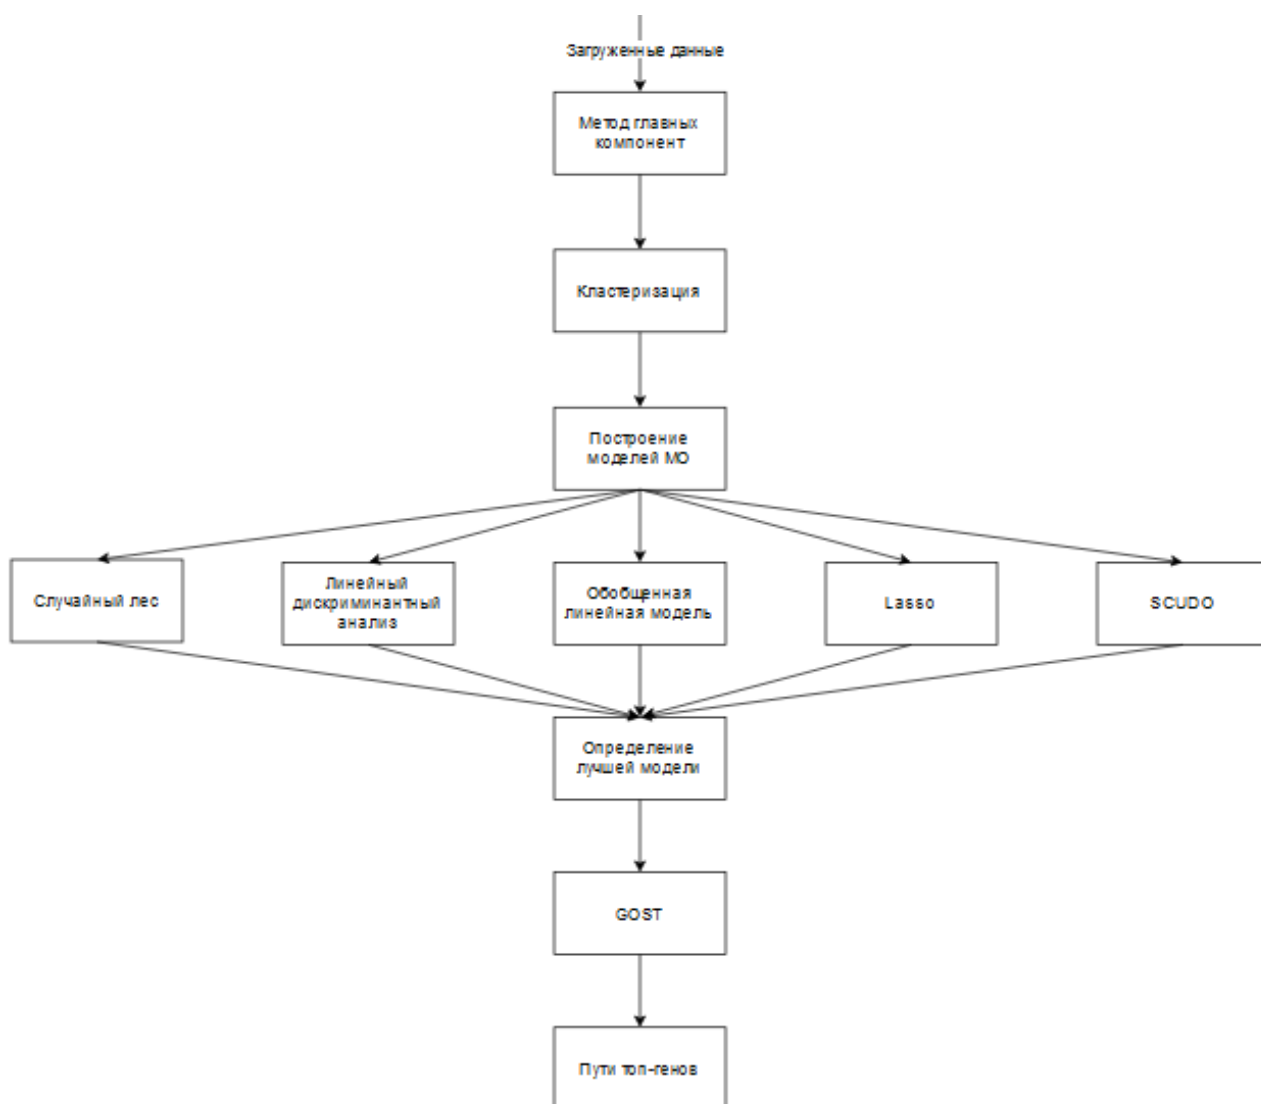 Загруженные данные
Метод главных
компонент
Кластеризация
Построение
моделей МО
Случайный лес
Линейный
дискриминантный
анализ
Обобщенная
линейная модель
Lasso
SCUDO
Определение
лучшей модели
GOST
Пути топ-генов